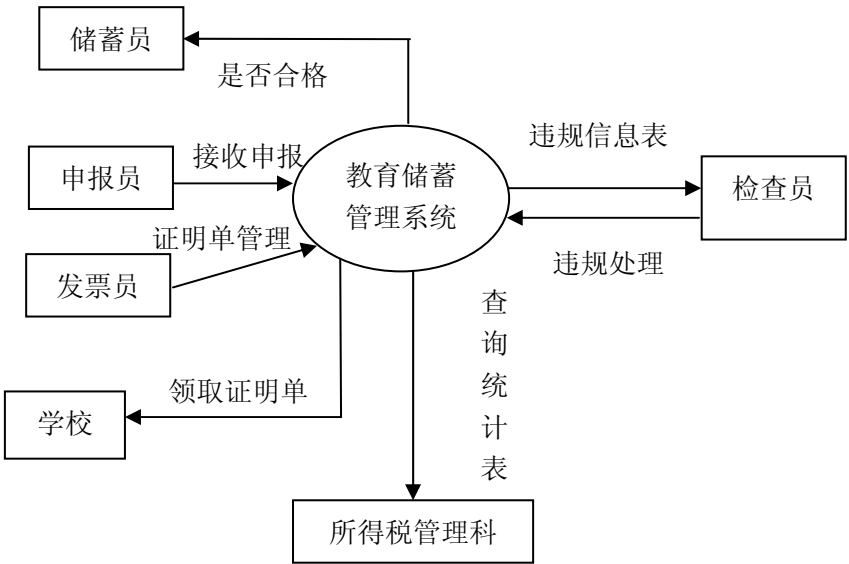 储蓄员
是否合格
申报员
接收申报
教育储蓄
管理系统
违规信息表
检查员
违规处理
证明单管理
发票员
查
询
统
计
表
领取证明单
学校
所得税管理科